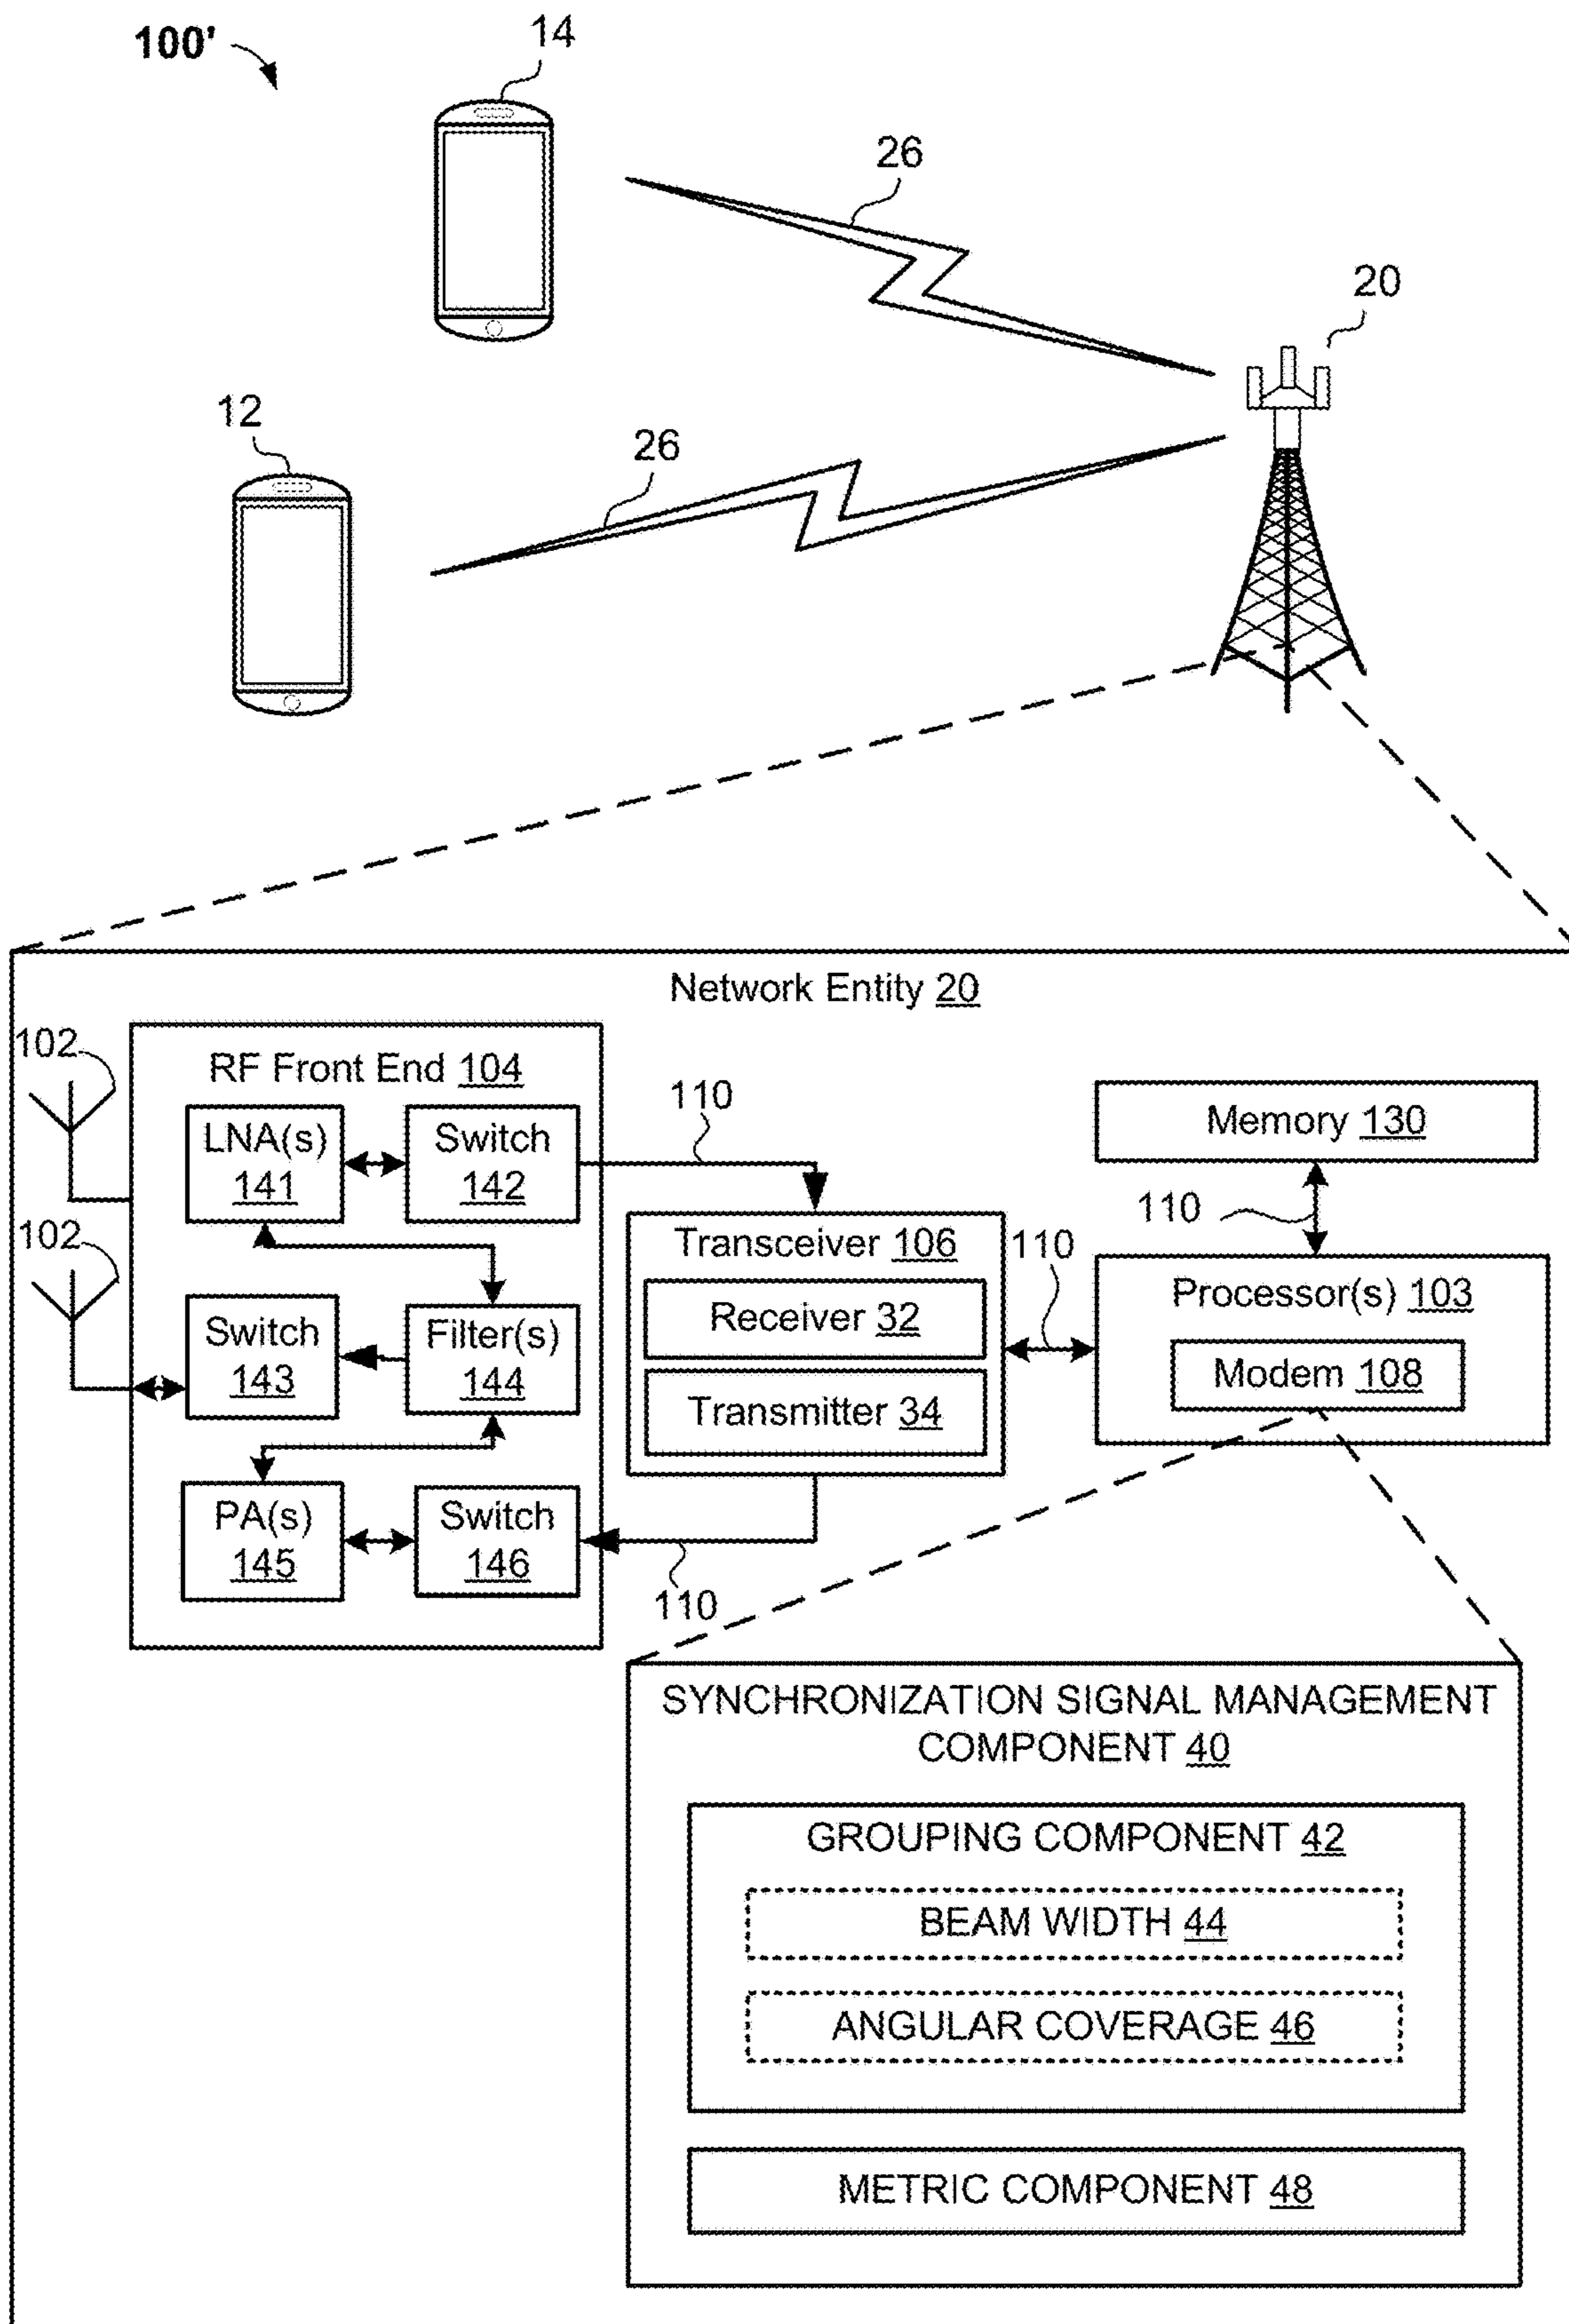 100'
14
26
20
12
26
Network Entity 20
102
RF Front End 104
LNA(s)
141
Switch
142
110
Memory 130
110
102
Transceiver 106
110
Receiver 32
Transmitter 34
Processor(s) 103
Modem 108
Switch
143
Filter(s)
144
PA(s)
145
Switch
146
110
SYNCHRONIZATION SIGNAL MANAGEMENT
COMPONENT 40
GROUPING COMPONENT 42
BEAM WIDTH 44
ANGULAR COVERAGE 46
METRIC COMPONENT 48